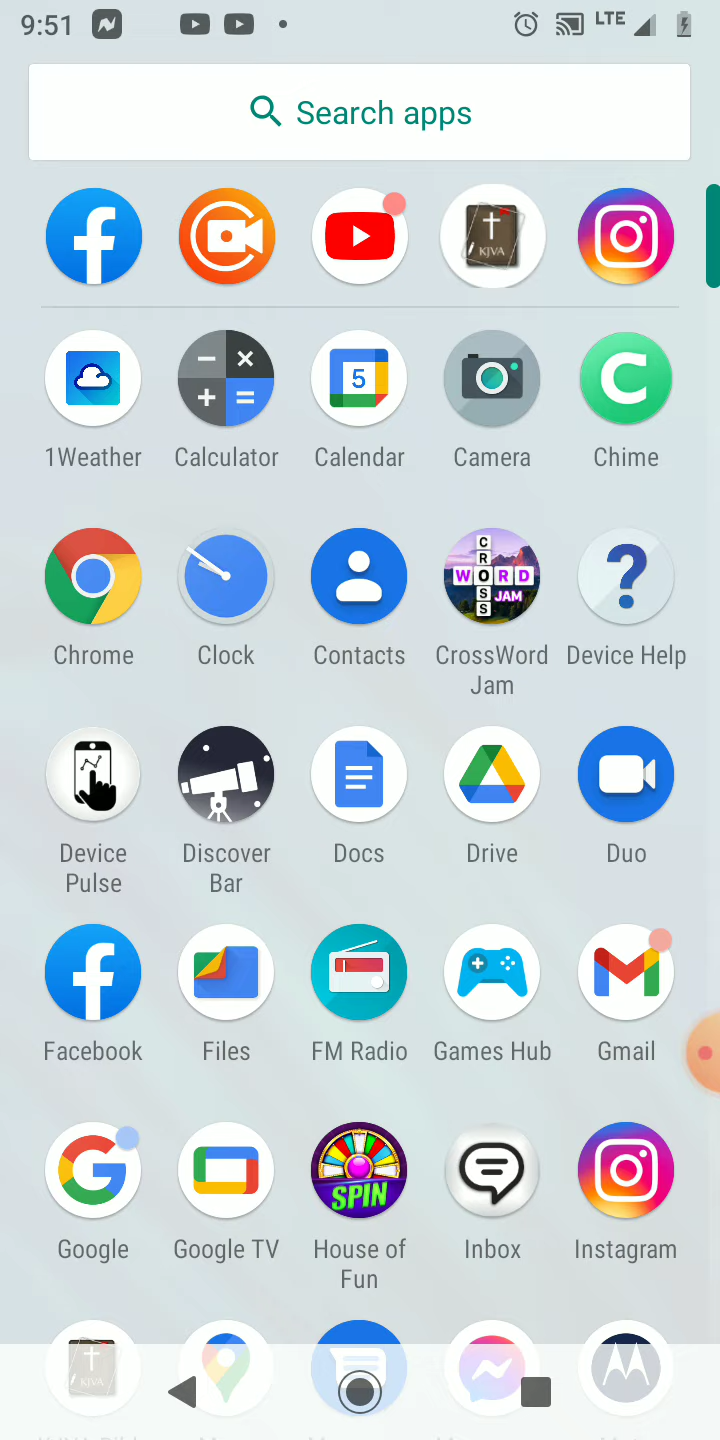 9:51 LTE
Search apps
KJVA
5
1Weather Calculator Calendar Camera Chime
CROSS
WORD
JAM
Chrome Clock Contacts CrossWord Jam Device Help
Device Pulse Discover Bar Docs Drive Duo
Facebook Files FM Radio Games Hub Gmail
SPIN
Google Google TV House of Fun Inbox Instagram
KJVA